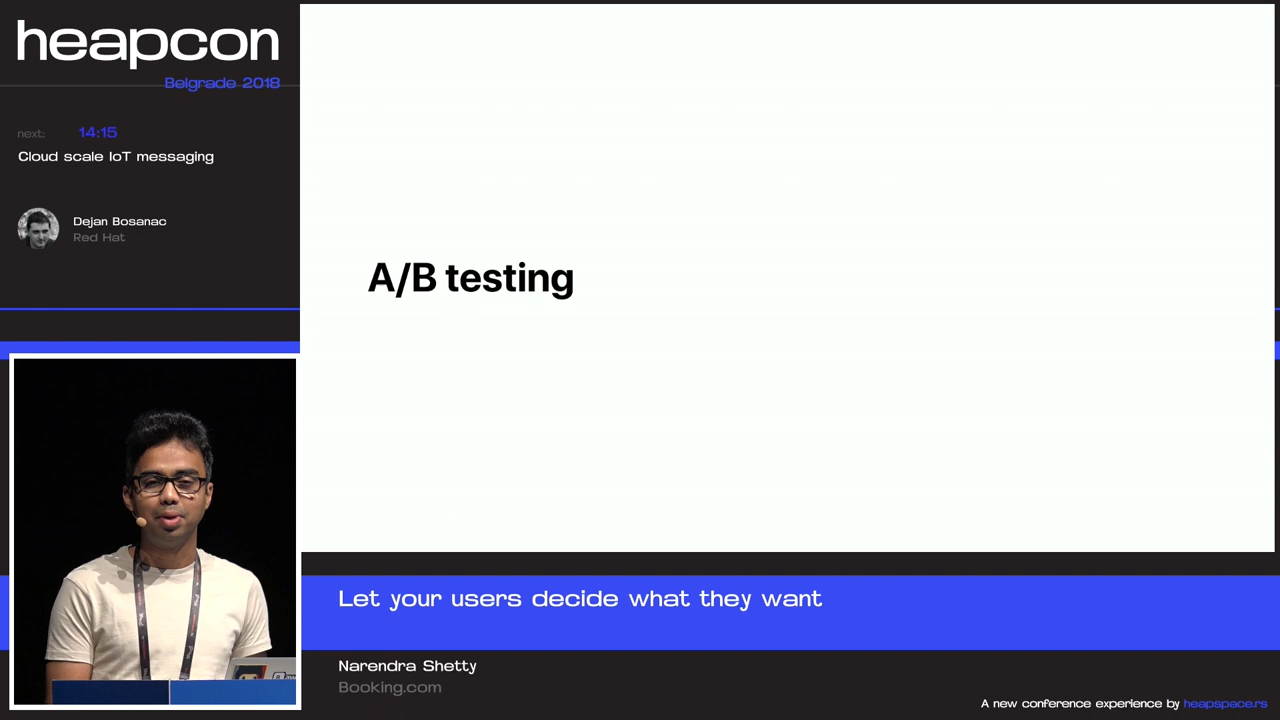 heapcon
Belgrade 2018
next: 14:15
Cloud scale IoT messaging
Dejan Bosanac
Red Hat
A/B testing
Let your users decide what they want
Narendra Shetty
Booking.com
A new conference experience by heapspace.rs